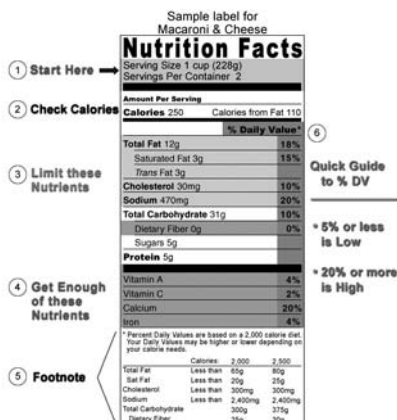 Sample label for
Macaroni & Cheese
Nutrition Facts
① Start Here
Serving Size 1 cup (228g)
Servings Per Container 2
Amount Per Serving
② Check Calories
Calories 250 Calories from Fat 110
% Daily Value*
⑥
Quick Guide
to % DV
• 5% or less
is Low
• 20% or more
is High
③ Limit these
Nutrients
Total Fat 12g 18%
Saturated Fat 3g 15%
Trans Fat 3g
Cholesterol 30mg 10%
Sodium 470mg 20%
Total Carbohydrate 31g 10%
Dietary Fiber 0g 0%
Sugars 5g
Protein 5g
④ Get Enough
of these
Nutrients
Vitamin A 4%
Vitamin C 2%
Calcium 20%
Iron 4%
⑤ Footnote
* Percent Daily Values are based on a 2,000 calorie diet.
Your Daily Values may be higher or lower depending on
your calorie needs.
Calories: 2,000 2,500
Total Fat Less than 65g 80g
Sat Fat Less than 20g 25g
Cholesterol Less than 300mg 300mg
Sodium Less than 2,400mg 2,400mg
Total Carbohydrate 300g 375g
Dietary Fiber 25g 30g